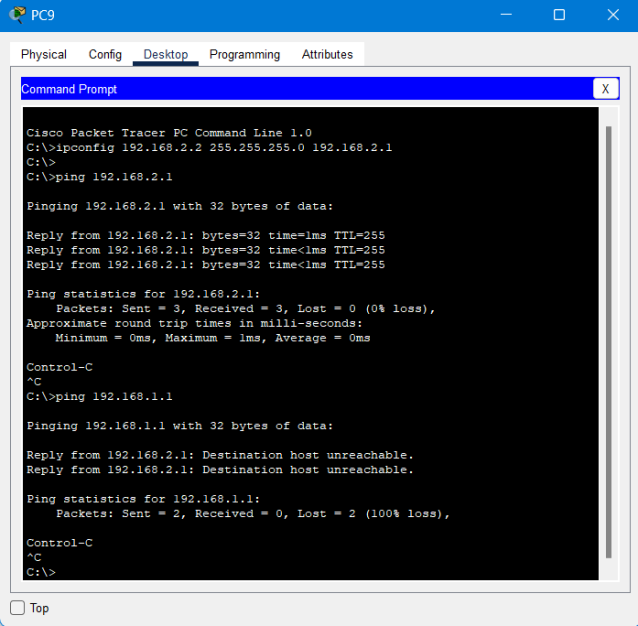 PC9
Physical Config Desktop Programming Attributes
Command Prompt
X
Cisco Packet Tracer PC Command Line 1.0
C:\>ipconfig 192.168.2.2 255.255.255.0 192.168.2.1
C:\>
C:\>ping 192.168.2.1
Pinging 192.168.2.1 with 32 bytes of data:
Reply from 192.168.2.1: bytes=32 time=1ms TTL=255
Reply from 192.168.2.1: bytes=32 time<1ms TTL=255
Reply from 192.168.2.1: bytes=32 time<1ms TTL=255
Ping statistics for 192.168.2.1:
Packets: Sent = 3, Received = 3, Lost = 0 (0% loss),
Approximate round trip times in milli-seconds:
Minimum = 0ms, Maximum = 1ms, Average = 0ms
Control-C
^C
C:\>ping 192.168.1.1
Pinging 192.168.1.1 with 32 bytes of data:
Reply from 192.168.2.1: Destination host unreachable.
Reply from 192.168.2.1: Destination host unreachable.
Ping statistics for 192.168.1.1:
Packets: Sent = 2, Received = 0, Lost = 2 (100% loss),
Control-C
^C
C:\>
Top